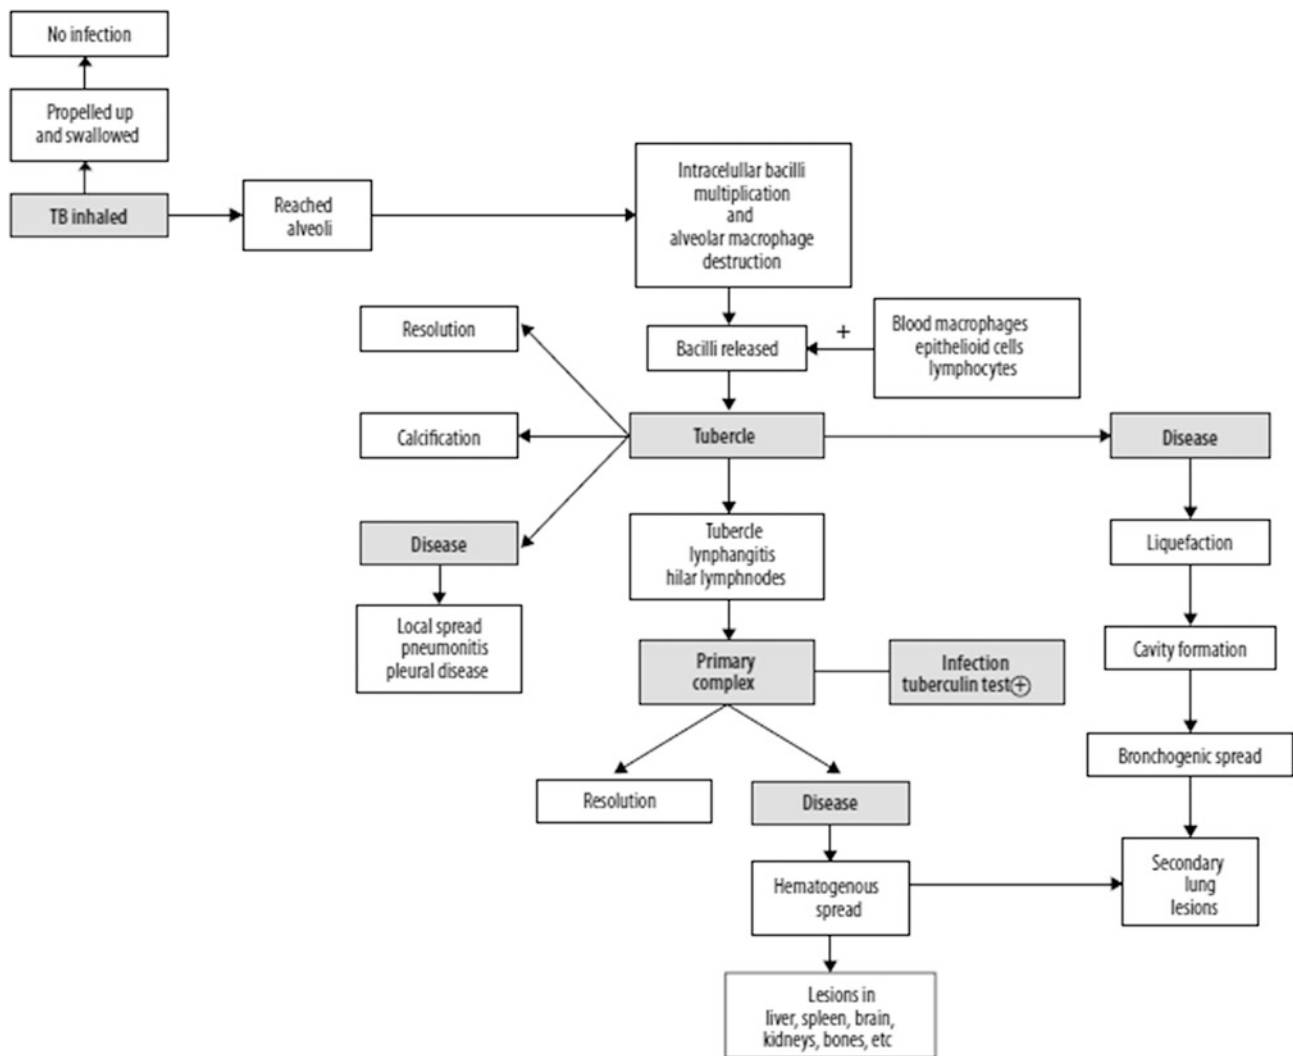 No infection
Propelled up
and swallowed
TB inhaled
Reached
alveoli
Intracelullar bacilli
multiplication
and
alveolar macrophage
destruction
Resolution
Bacilli released
+
Blood macrophages
epithelioid cells
lymphocytes
Calcification
Tubercle
Disease
Disease
Tubercle
lynphangitis
hilar lymphnodes
Liquefaction
Local spread
pneumonitis
pleural disease
Primary
complex
Infection
tuberculin test⊕
Cavity formation
Bronchogenic spread
Resolution
Disease
Hematogenous
spread
Secondary
lung
lesions
Lesions in
liver, spleen, brain,
kidneys, bones, etc